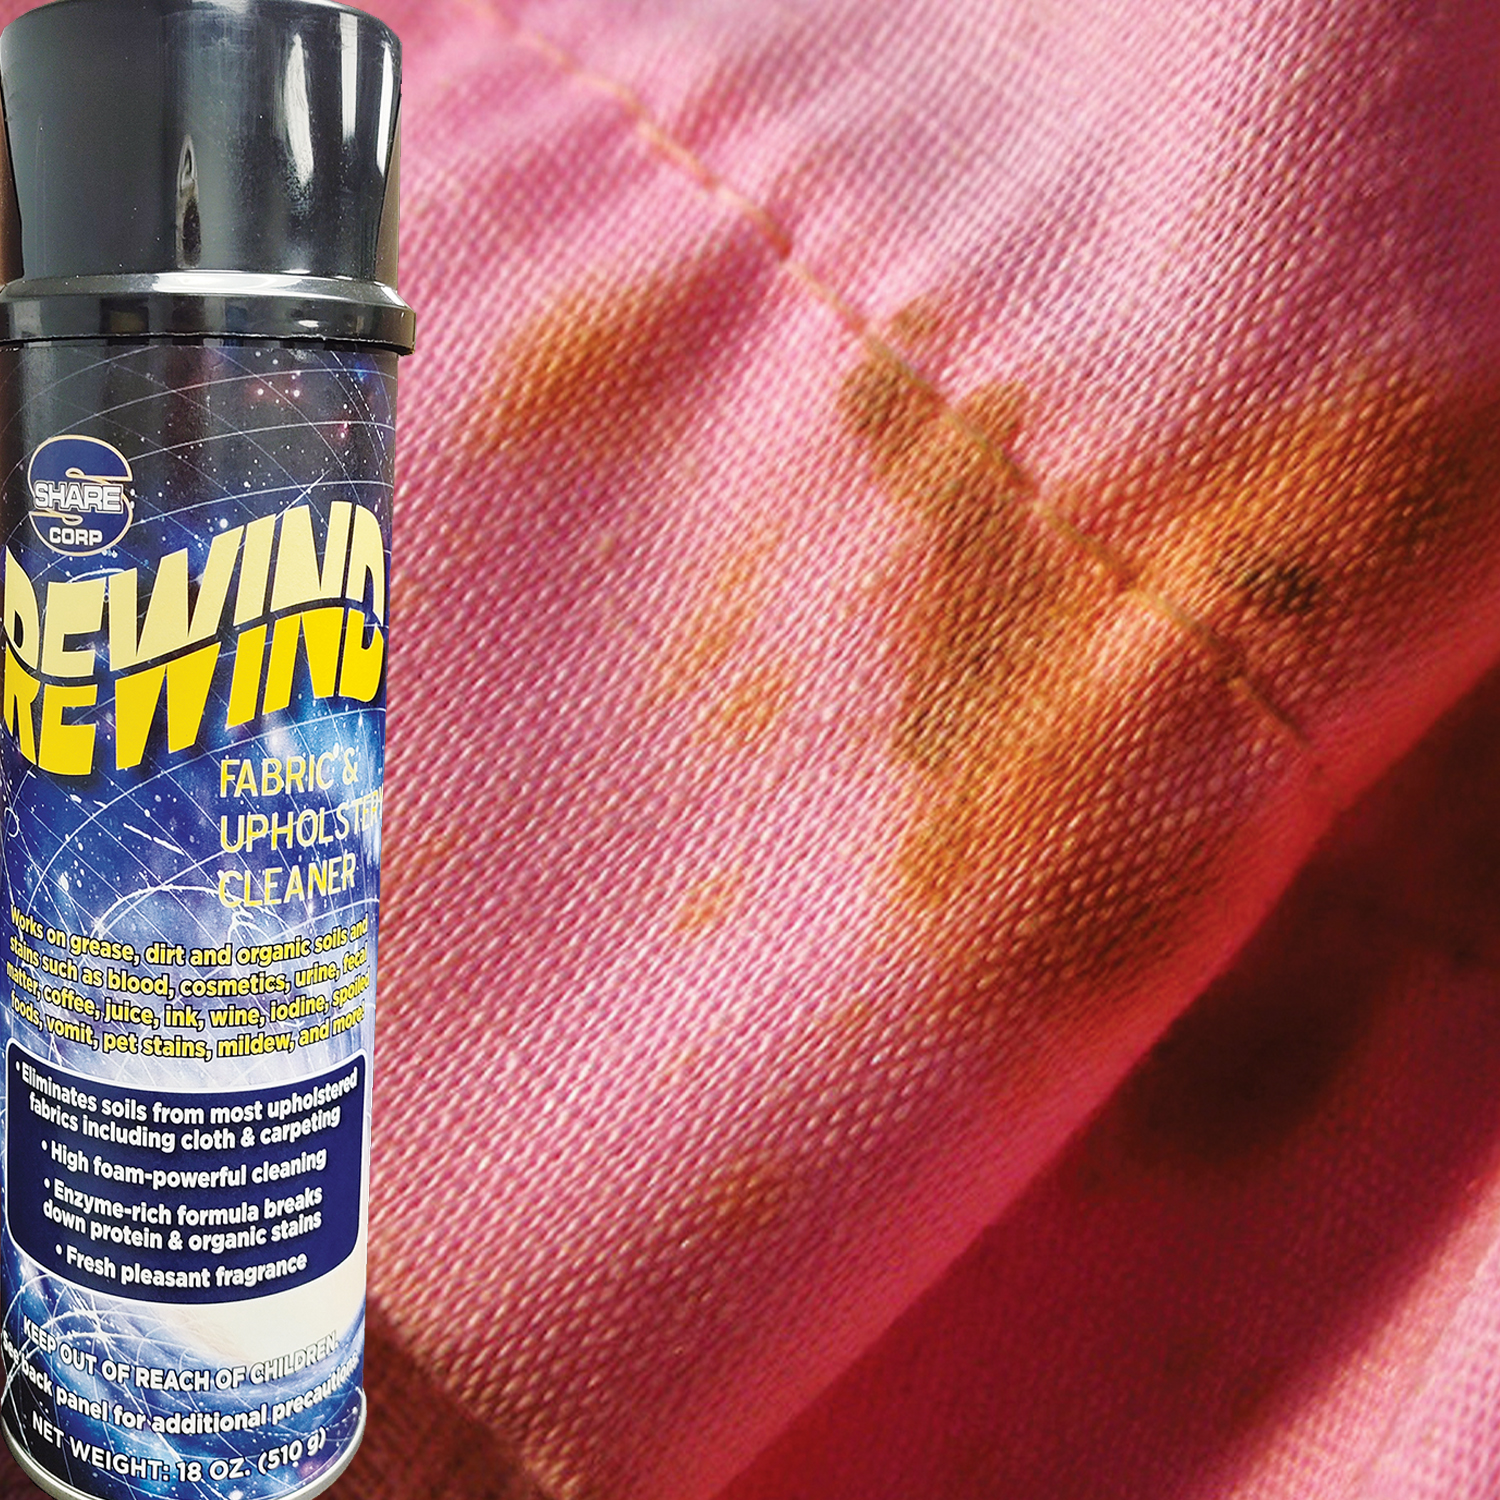 SHARE
CORP
REWIND
FABRIC &
UPHOLSTERY
CLEANER
Works on grease, dirt and organic soils and
stains such as blood, cosmetics, urine, fecal
matter, coffee, juice, ink, wine, iodine, spoiled
foods, vomit, pet stains, mildew, and more!
• Eliminates soils from most upholstered
fabrics including cloth & carpeting
• High foam-powerful cleaning
• Enzyme-rich formula breaks
down protein & organic stains
• Fresh pleasant fragrance
KEEP OUT OF REACH OF CHILDREN.
See back panel for additional precautions.
NET WEIGHT: 18 OZ. (510 g)